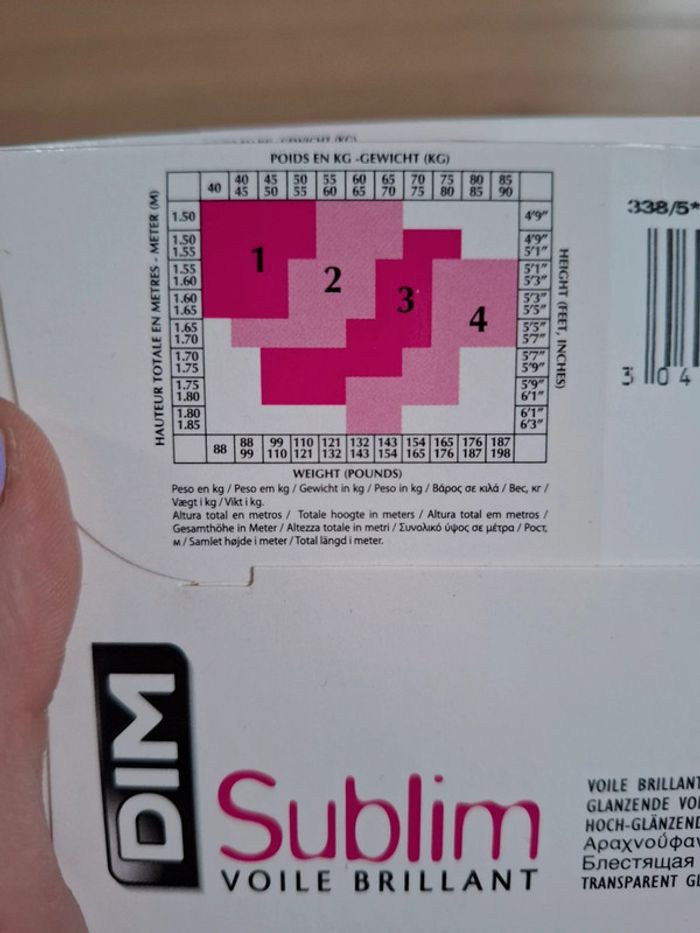 POIDS EN KG -GEWICHT (KG)
40 40 45 45 50 50 55 55 60 60 65 65 70 70 75 75 80 80 85 85 90
HAUTEUR TOTALE EN METRES - METER (M)
1.50 4'9"
1.50 1.55 4'9" 5'1"
1.55 1.60 5'1" 5'3"
1.60 1.65 5'3" 5'5"
1.65 1.70 5'5" 5'7"
1.70 1.75 5'7" 5'9"
1.75 1.80 5'9" 6'1"
1.80 1.85 6'1" 6'3"
1
2
3
4
HEIGHT (FEET, INCHES)
88 88 99 99 110 110 121 121 132 132 143 143 154 154 165 165 176 176 187 187 198
WEIGHT (POUNDS)
Peso en kg / Peso em kg / Gewicht in kg / Peso in kg / Βάρος σε κιλά / Вес, кг /
Vægt i kg / Vikt i kg.
Altura total en metros / Totale hoogte in meters / Altura total em metros /
Gesamthöhe in Meter / Altezza totale in metri / Συνολικό ύψος σε μέτρα / Рост,
м / Samlet højde i meter / Total längd i meter.
338/5*
3 04
DIM
Sublim
VOILE BRILLANT
VOILE BRILLANT
GLANZENDE
HOCH-GLÄNZEND
Αραχνοΰφαν
Блестящая
TRANSPARENT